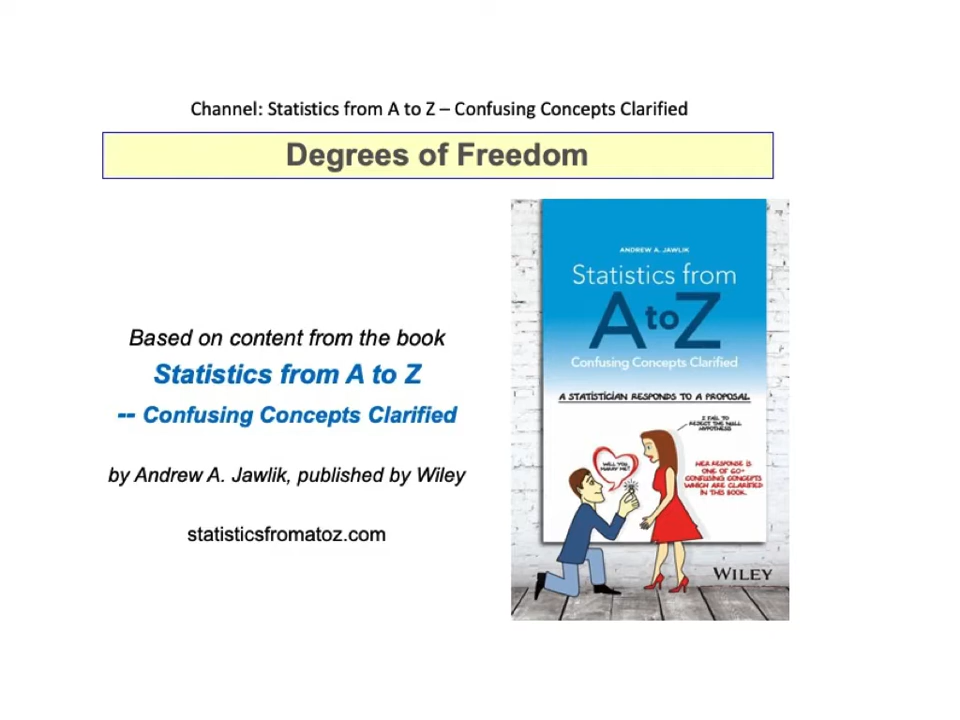 Channel: Statistics from A to Z – Confusing Concepts Clarified
Degrees of Freedom
Based on content from the book
Statistics from A to Z
-- Confusing Concepts Clarified
by Andrew A. Jawlik, published by Wiley
statisticsfromatoz.com
ANDREW A. JAWLIK
Statistics from
A to Z
Confusing Concepts Clarified
A STATISTICIAN RESPONDS TO A PROPOSAL
I FAIL TO
REJECT THE NULL
HYPOTHESIS
WILL YOU
MARRY ME?
HER RESPONSE IS
ONE OF 60+
CONFUSING CONCEPTS
WHICH ARE CLARIFIED
IN THIS BOOK.
WILEY